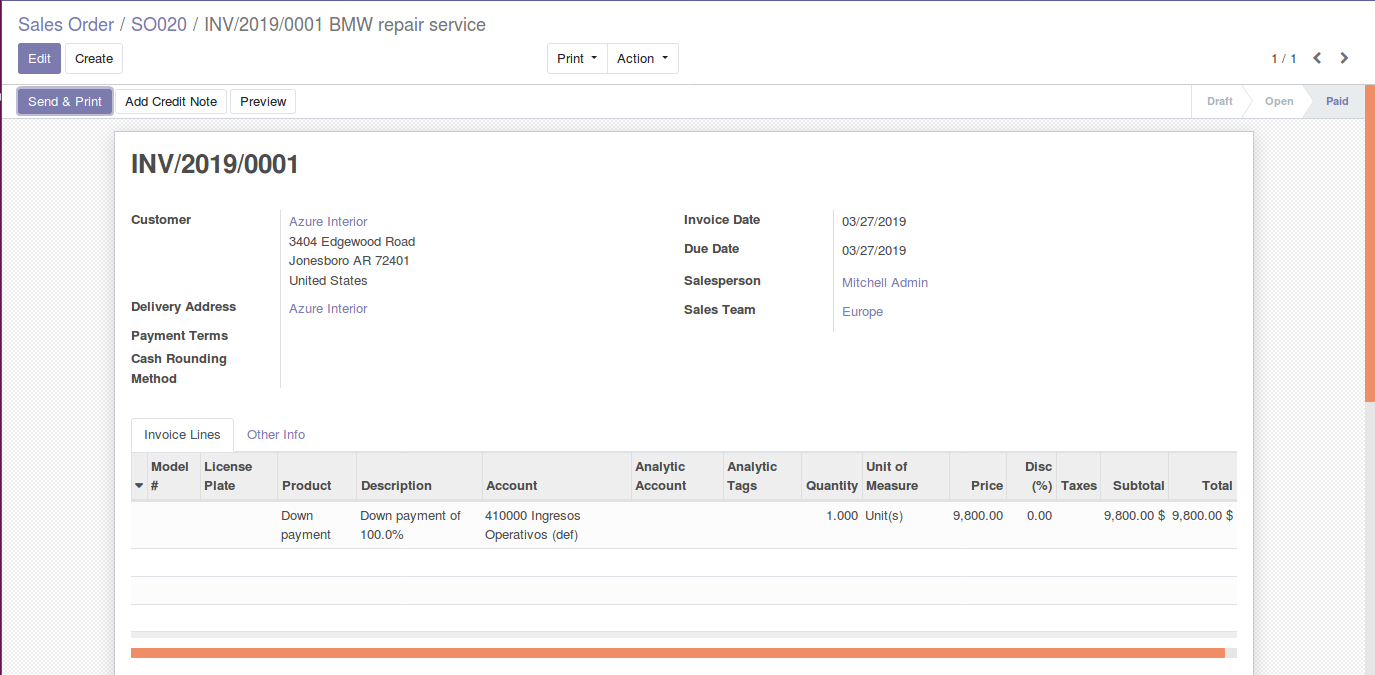 Sales Order / SO020 / INV/2019/0001 BMW repair service
Edit Create Print Action 1 / 1
Send & Print Add Credit Note Preview Draft Open Paid
INV/2019/0001
Customer
Azure Interior
3404 Edgewood Road
Jonesboro AR 72401
United States
Delivery Address Azure Interior
Payment Terms
Cash Rounding
Method
Invoice Date 03/27/2019
Due Date 03/27/2019
Salesperson Mitchell Admin
Sales Team Europe
Invoice Lines Other Info
Model # License Plate Product Description Account Analytic Account Analytic Tags Quantity Unit of Measure Price Disc (%) Taxes Subtotal Total
Down payment Down payment of 100.0% 410000 Ingresos Operativos (def) 1.000 Unit(s) 9,800.00 0.00 9,800.00 $ 9,800.00 $